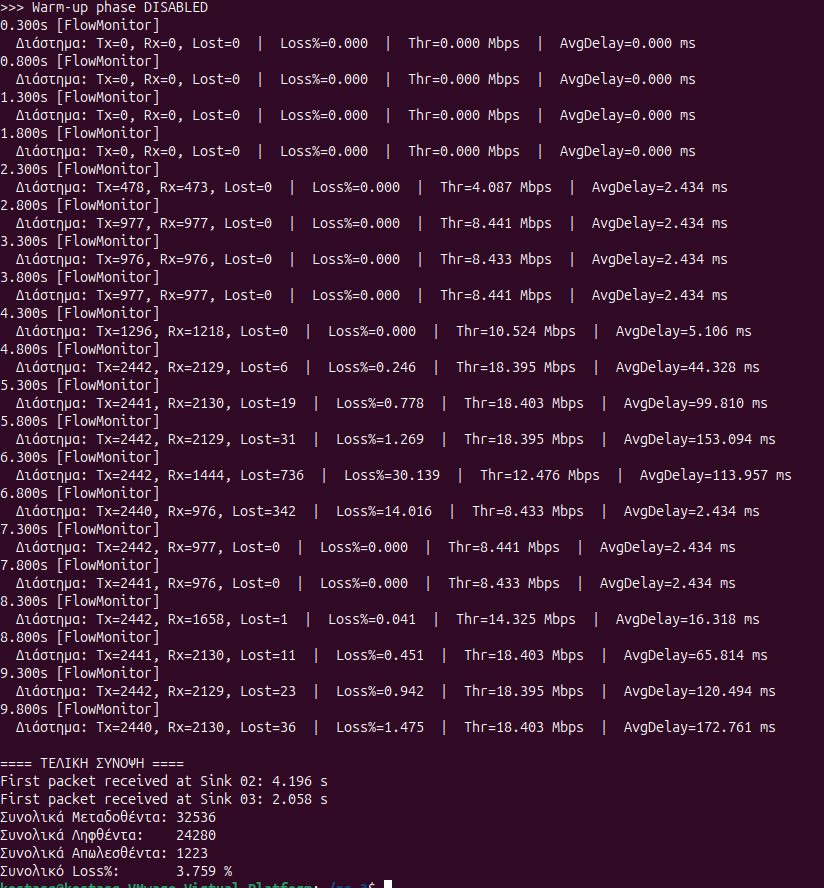 >>> Warm-up phase DISABLED
0.300s [FlowMonitor]
  Διάστημα: Tx=0, Rx=0, Lost=0  |  Loss%=0.000  |  Thr=0.000 Mbps  |  AvgDelay=0.000 ms
0.800s [FlowMonitor]
  Διάστημα: Tx=0, Rx=0, Lost=0  |  Loss%=0.000  |  Thr=0.000 Mbps  |  AvgDelay=0.000 ms
1.300s [FlowMonitor]
  Διάστημα: Tx=0, Rx=0, Lost=0  |  Loss%=0.000  |  Thr=0.000 Mbps  |  AvgDelay=0.000 ms
1.800s [FlowMonitor]
  Διάστημα: Tx=0, Rx=0, Lost=0  |  Loss%=0.000  |  Thr=0.000 Mbps  |  AvgDelay=0.000 ms
2.300s [FlowMonitor]
  Διάστημα: Tx=478, Rx=473, Lost=0  |  Loss%=0.000  |  Thr=4.087 Mbps  |  AvgDelay=2.434 ms
2.800s [FlowMonitor]
  Διάστημα: Tx=977, Rx=977, Lost=0  |  Loss%=0.000  |  Thr=8.441 Mbps  |  AvgDelay=2.434 ms
3.300s [FlowMonitor]
  Διάστημα: Tx=976, Rx=976, Lost=0  |  Loss%=0.000  |  Thr=8.433 Mbps  |  AvgDelay=2.434 ms
3.800s [FlowMonitor]
  Διάστημα: Tx=977, Rx=977, Lost=0  |  Loss%=0.000  |  Thr=8.441 Mbps  |  AvgDelay=2.434 ms
4.300s [FlowMonitor]
  Διάστημα: Tx=1296, Rx=1218, Lost=0  |  Loss%=0.000  |  Thr=10.524 Mbps  |  AvgDelay=5.106 ms
4.800s [FlowMonitor]
  Διάστημα: Tx=2442, Rx=2129, Lost=6  |  Loss%=0.246  |  Thr=18.395 Mbps  |  AvgDelay=44.328 ms
5.300s [FlowMonitor]
  Διάστημα: Tx=2441, Rx=2130, Lost=19  |  Loss%=0.778  |  Thr=18.403 Mbps  |  AvgDelay=99.810 ms
5.800s [FlowMonitor]
  Διάστημα: Tx=2442, Rx=2129, Lost=31  |  Loss%=1.269  |  Thr=18.395 Mbps  |  AvgDelay=153.094 ms
6.300s [FlowMonitor]
  Διάστημα: Tx=2442, Rx=1444, Lost=736  |  Loss%=30.139  |  Thr=12.476 Mbps  |  AvgDelay=113.957 ms
6.800s [FlowMonitor]
  Διάστημα: Tx=2440, Rx=976, Lost=342  |  Loss%=14.016  |  Thr=8.433 Mbps  |  AvgDelay=2.434 ms
7.300s [FlowMonitor]
  Διάστημα: Tx=2442, Rx=977, Lost=0  |  Loss%=0.000  |  Thr=8.441 Mbps  |  AvgDelay=2.434 ms
7.800s [FlowMonitor]
  Διάστημα: Tx=2441, Rx=976, Lost=0  |  Loss%=0.000  |  Thr=8.433 Mbps  |  AvgDelay=2.434 ms
8.300s [FlowMonitor]
  Διάστημα: Tx=2442, Rx=1658, Lost=1  |  Loss%=0.041  |  Thr=14.325 Mbps  |  AvgDelay=16.318 ms
8.800s [FlowMonitor]
  Διάστημα: Tx=2441, Rx=2130, Lost=11  |  Loss%=0.451  |  Thr=18.403 Mbps  |  AvgDelay=65.814 ms
9.300s [FlowMonitor]
  Διάστημα: Tx=2442, Rx=2129, Lost=23  |  Loss%=0.942  |  Thr=18.395 Mbps  |  AvgDelay=120.494 ms
9.800s [FlowMonitor]
  Διάστημα: Tx=2440, Rx=2130, Lost=36  |  Loss%=1.475  |  Thr=18.403 Mbps  |  AvgDelay=172.761 ms

==== ΤΕΛΙΚΗ ΣΥΝΟΨΗ ====
First packet received at Sink 02: 4.196 s
First packet received at Sink 03: 2.058 s
Συνολικά Μεταδοθέντα: 32536
Συνολικά Ληφθέντα:    24280
Συνολικά Απωλεσθέντα: 1223
Συνολικό Loss%:       3.759 %